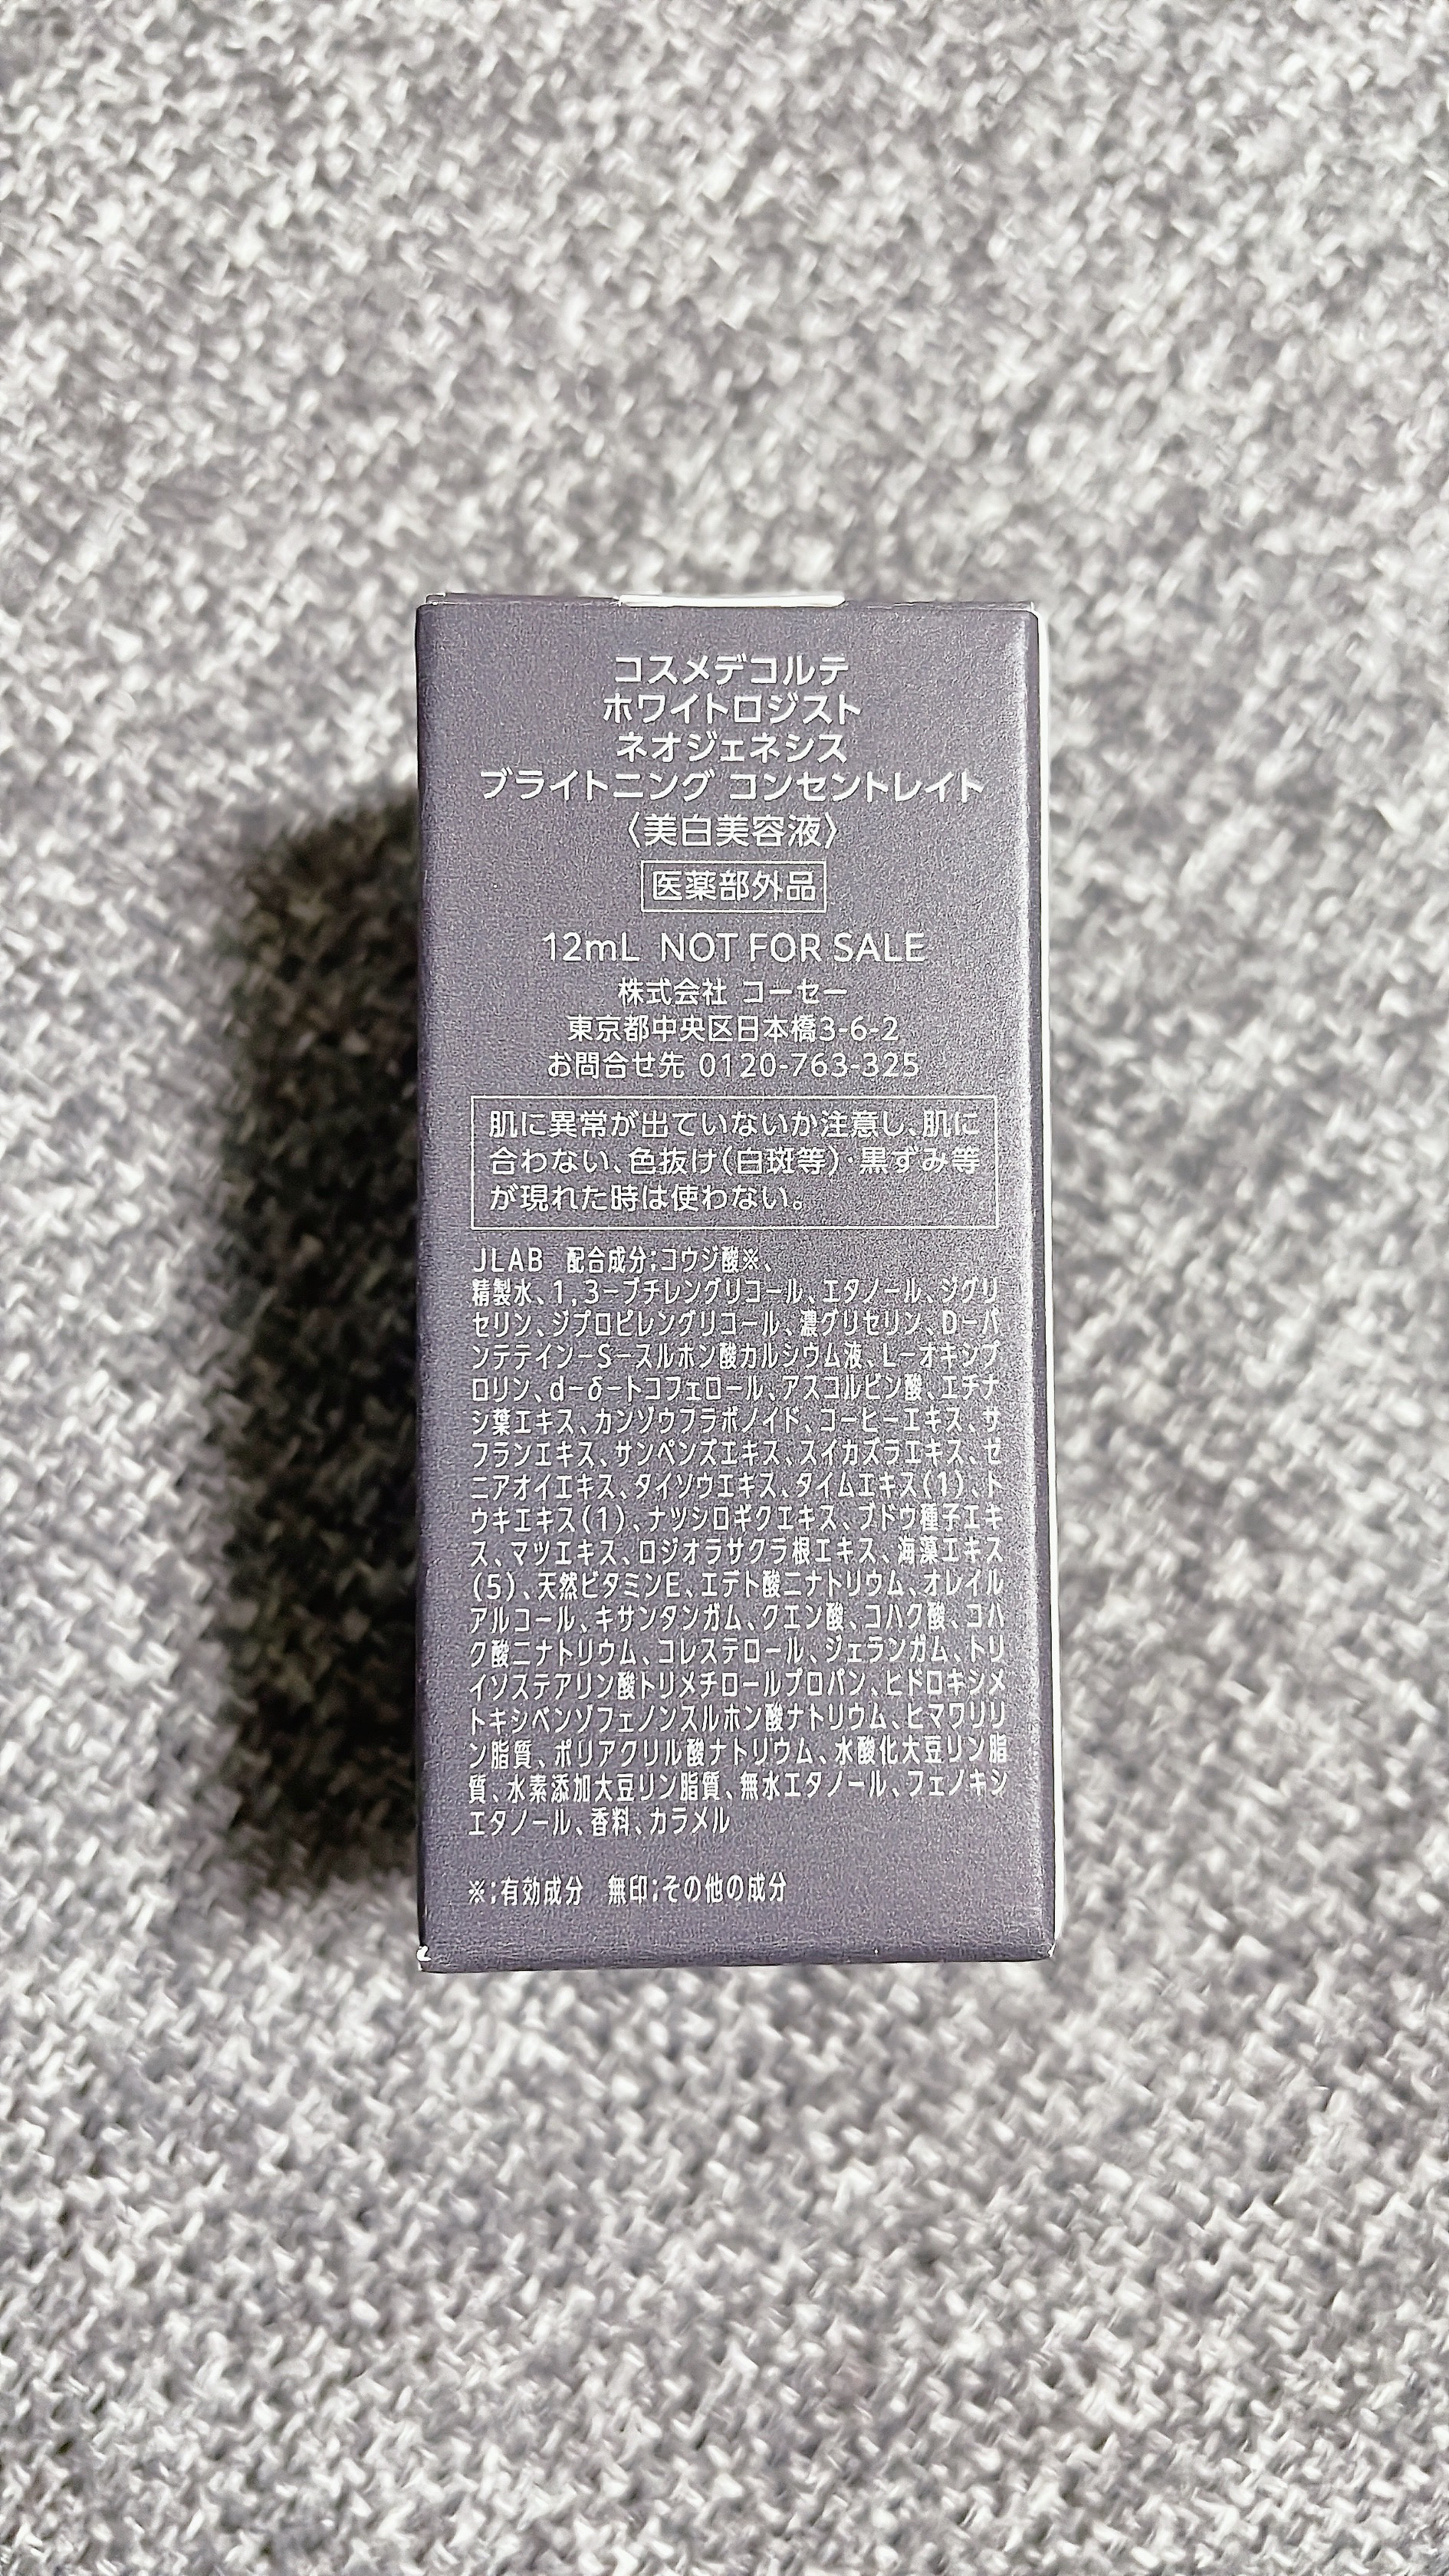 コスメデコルテ
ホワイトロジスト
ネオジェネシス
ブライトニング コンセントレイト
〈美白美容液〉
医薬部外品
12mL NOT FOR SALE
株式会社 コーセー
東京都中央区日本橋3-6-2
お問合せ先 0120-763-325
肌に異常が出ていないか注意し、肌に
合わない、色抜け(白斑等)・黒ずみ等
が現れた時は使わない。
JLAB 配合成分;コウジ酸※、
精製水、1,3-ブチレングリコール、エタノール、ジグリ
セリン、ジプロピレングリコール、濃グリセリン、D-パ
ンテテイン-S-スルホン酸カルシウム液、L-オキシプ
ロリン、d-δ-トコフェロール、アスコルビン酸、エチナ
シ葉エキス、カンゾウフラボノイド、コーヒーエキス、サ
フランエキス、サンペンズエキス、スイカズラエキス、ゼ
ニアオイエキス、タイソウエキス、タイムエキス(1)、ト
ウキエキス(1)、ナツシロギクエキス、ブドウ種子エキ
ス、マツエキス、ロジオラサクラ根エキス、海藻エキス
(5)、天然ビタミンE、エデト酸二ナトリウム、オレイル
アルコール、キサンタンガム、クエン酸、コハク酸、コハ
ク酸二ナトリウム、コレステロール、ジェランガム、トリ
イソステアリン酸トリメチロールプロパン、ヒドロキシメ
トキシベンゾフェノンスルホン酸ナトリウム、ヒマワリリ
ン脂質、ポリアクリル酸ナトリウム、水酸化大豆リン脂
質、水素添加大豆リン脂質、無水エタノール、フェノキシ
エタノール、香料、カラメル
※;有効成分 無印;その他の成分